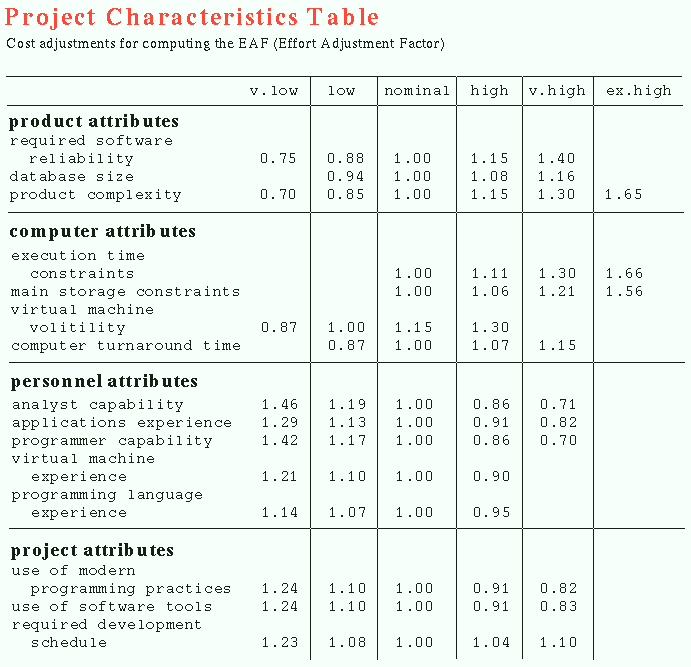 Project Characteristics Table
Cost adjustments for computing the EAF (Effort Adjustment Factor)
v.low low nominal high v.high ex.high
product attributes
required software
reliability 0.75 0.88 1.00 1.15 1.40
database size 0.94 1.00 1.08 1.16
product complexity 0.70 0.85 1.00 1.15 1.30 1.65
computer attributes
execution time
constraints 1.00 1.11 1.30 1.66
main storage constraints 1.00 1.06 1.21 1.56
virtual machine
volitility 0.87 1.00 1.15 1.30
computer turnaround time 0.87 1.00 1.07 1.15
personnel attributes
analyst capability 1.46 1.19 1.00 0.86 0.71
applications experience 1.29 1.13 1.00 0.91 0.82
programmer capability 1.42 1.17 1.00 0.86 0.70
virtual machine
experience 1.21 1.10 1.00 0.90
programming language
experience 1.14 1.07 1.00 0.95
project attributes
use of modern
programming practices 1.24 1.10 1.00 0.91 0.82
use of software tools 1.24 1.10 1.00 0.91 0.83
required development
schedule 1.23 1.08 1.00 1.04 1.10